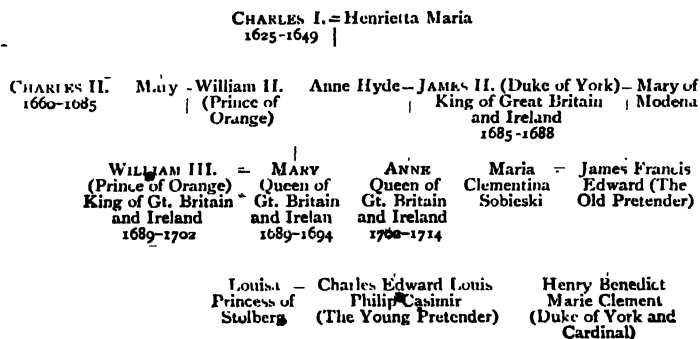 CHARLES I. = Henrietta Maria
1625-1649
CHARLES II. Mary - William II. Anne Hyde – JAMES II. (Duke of York) – Mary of
1660-1685 (Prince of Orange) King of Great Britain Modena
and Ireland
1685-1688
WILLIAM III. = MARY ANNE Maria = James Francis
(Prince of Orange) Queen of Queen of Clementina Edward (The
King of Gt. Britain Gt. Britain Gt. Britain Sobieski Old Pretender)
and Ireland and Irelan and Ireland
1689-1702 1689-1694 1702-1714
Louisa – Charles Edward Louis Henry Benedict
Princess of Philip Casimir Marie Clement
Stolberg (The Young Pretender) (Duke of York and
Cardinal)